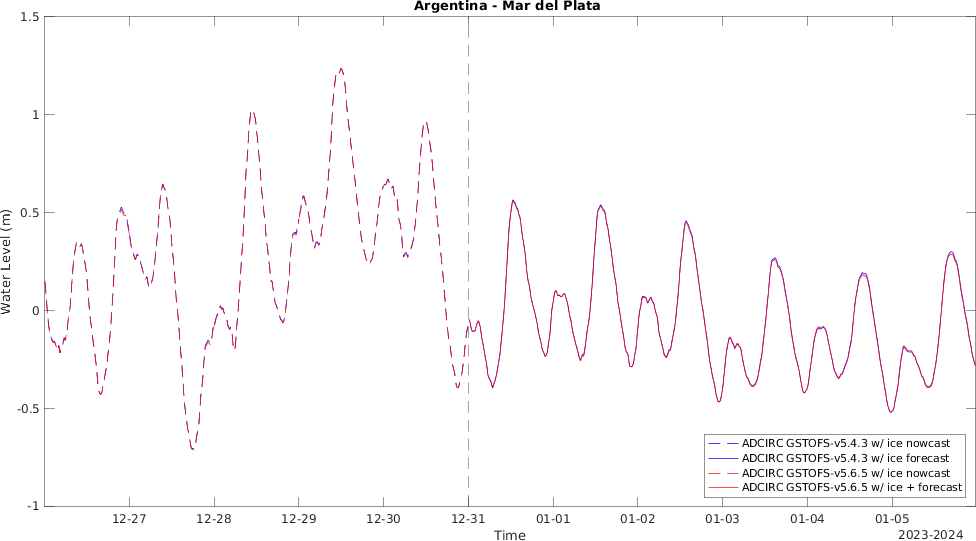 Argentina - Mar del Plata
Water Level (m)
1.5
1
0.5
0
-0.5
-1
ADCIRC GSTOFS-v5.4.3 w/ ice nowcast
ADCIRC GSTOFS-v5.4.3 w/ ice forecast
ADCIRC GSTOFS-v5.6.5 w/ ice nowcast
ADCIRC GSTOFS-v5.6.5 w/ ice + forecast
12-27 12-28 12-29 12-30 12-31 01-01 01-02 01-03 01-04 01-05
Time
2023-2024